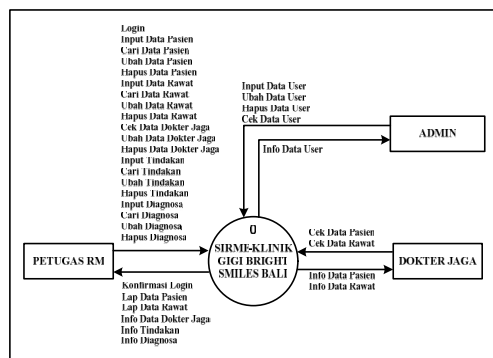 Login
Input Data Pasien
Cari Data Pasien
Ubah Data Pasien
Hapus Data Pasien
Input Data Rawat
Cari Data Rawat
Ubah Data Rawat
Hapus Data Rawat
Cek Data Dokter Jaga
Ubah Data Dokter Jaga
Hapus Data Dokter Jaga
Input Tindakan
Cari Tindakan
Ubah Tindakan
Hapus Tindakan
Input Diagnosa
Cari Diagnosa
Ubah Diagnosa
Hapus Diagnosa
Input Data User
Ubah Data User
Hapus Data User
Cek Data User
ADMIN
Info Data User
PETUGAS RM
0
SIRME-KLINIK
GIGI BRIGHT
SMILES BALI
Cek Data Pasien
Cek Data Rawat
DOKTER JAGA
Info Data Pasien
Info Data Rawat
Konfirmasi Login
Lap Data Pasien
Lap Data Rawat
Info Data Dokter Jaga
Info Tindakan
Info Diagnosa